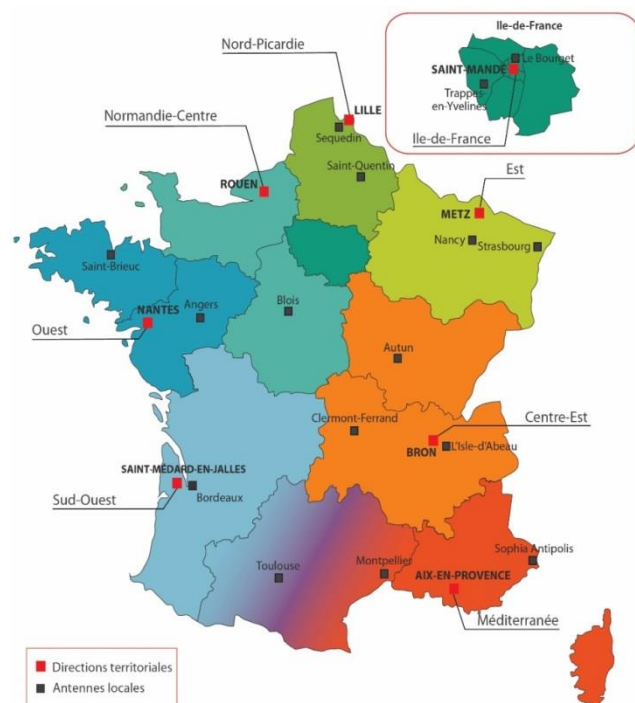 Nord-Picardie
Ile-de-France
Le Bourget
SAINT-MANDÉ
Trappes-
en-Yvelines
Ile-de-France
Normandie-Centre
LILLE
Sequedin
Saint-Quentin
ROUEN
Est
METZ
Nancy
Strasbourg
Saint-Brieuc
NANTES
Angers
Blois
Ouest
Autun
Clermont-Ferrand
Centre-Est
BRON
L'Isle-d'Abeau
SAINT-MÉDARD-EN-JALLES
Bordeaux
Sud-Ouest
Toulouse
Montpellier
Sophia Antipolis
AIX-EN-PROVENCE
Méditerranée
Directions territoriales
Antennes locales